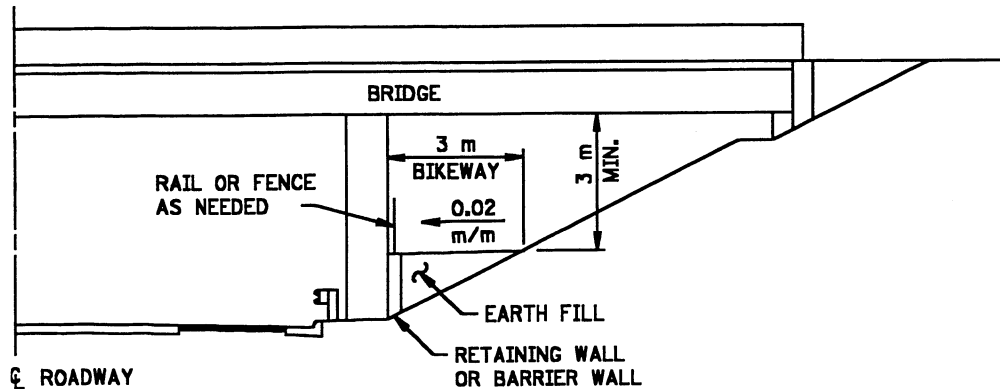 BRIDGE
3 m
BIKEWAY
3 m
MIN.
RAIL OR FENCE
AS NEEDED
0.02
m/m
EARTH FILL
RETAINING WALL
OR BARRIER WALL
℄ ROADWAY